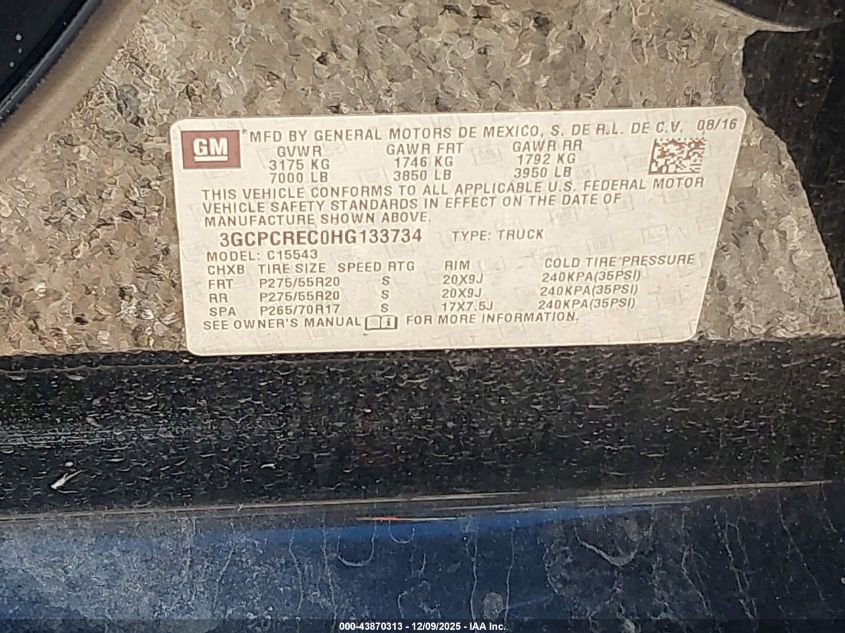 GM MFD BY GENERAL MOTORS DE MEXICO, S. DE R.L. DE C.V. 08/16
GVWR GAWR FRT GAWR RR
3175 KG 1746 KG 1792 KG
7000 LB 3850 LB 3950 LB
THIS VEHICLE CONFORMS TO ALL APPLICABLE U.S. FEDERAL MOTOR
VEHICLE SAFETY STANDARDS IN EFFECT ON THE DATE OF
MANUFACTURE SHOWN ABOVE.
3GCPCREC0HG133734 TYPE: TRUCK
MODEL: C15543
CHXB TIRE SIZE SPEED RTG RIM COLD TIRE PRESSURE
FRT P275/55R20 S 20X9J 240KPA(35PSI)
RR P275/55R20 S 20X9J 240KPA(35PSI)
SPA P265/70R17 S 17X7.5J 240KPA(35PSI)
SEE OWNER'S MANUAL FOR MORE INFORMATION.
000-43870313 - 12/09/2025 - IAA Inc.